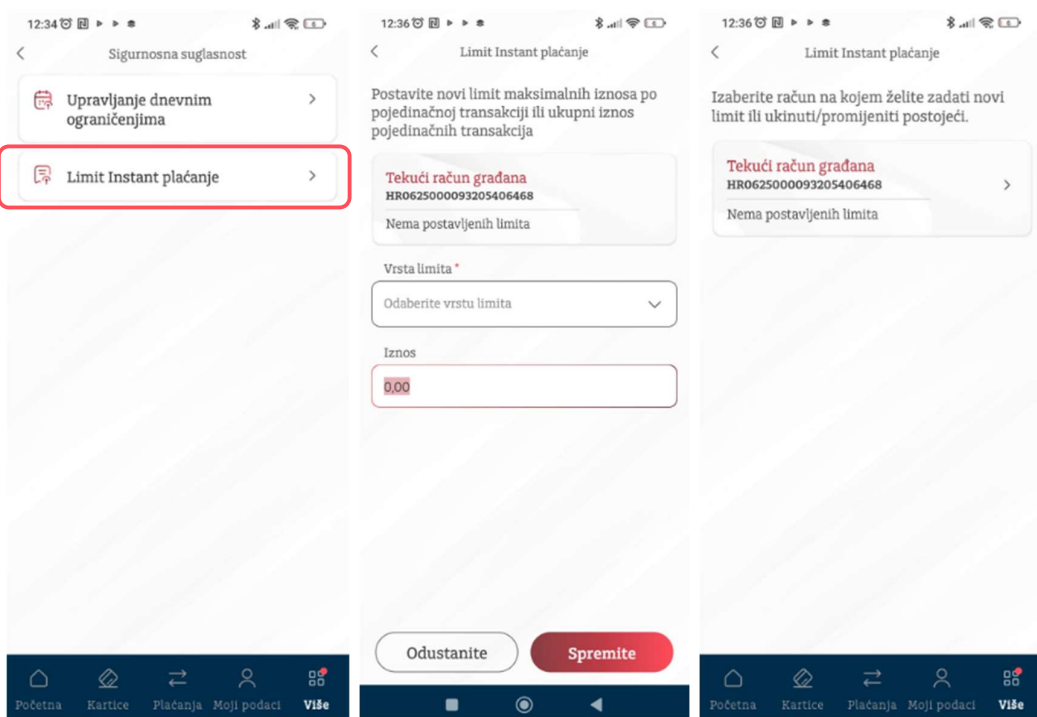 12:34
Sigurnosna suglasnost
Upravljanje dnevnim
ograničenjima
Limit Instant plaćanje
Početna Kartice Plaćanja Moji podaci Više
12:36
Limit Instant plaćanje
Postavite novi limit maksimalnih iznosa po
pojedinačnoj transakciji ili ukupni iznos
pojedinačnih transakcija
Tekući račun građana
HR0625000093205406468
Nema postavljenih limita
Vrsta limita *
Odaberite vrstu limita
Iznos
0,00
Odustanite Spremite
12:36
Limit Instant plaćanje
Izaberite račun na kojem želite zadati novi
limit ili ukinuti/promijeniti postojeći.
Tekući račun građana
HR0625000093205406468
Nema postavljenih limita
Početna Kartice Plaćanja Moji podaci Više